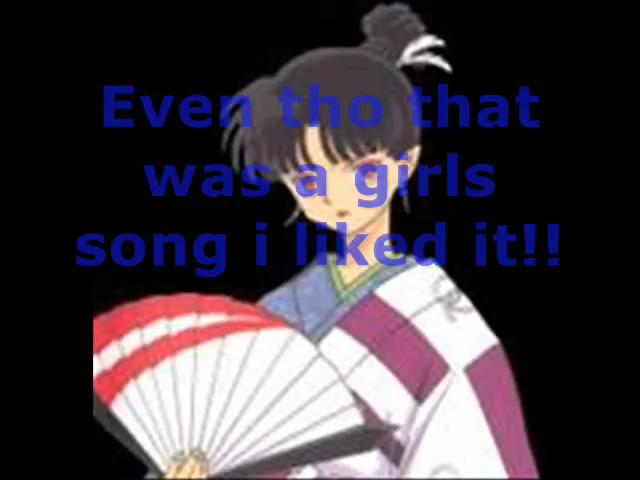 Even tho that
was a girls
song i liked it!!